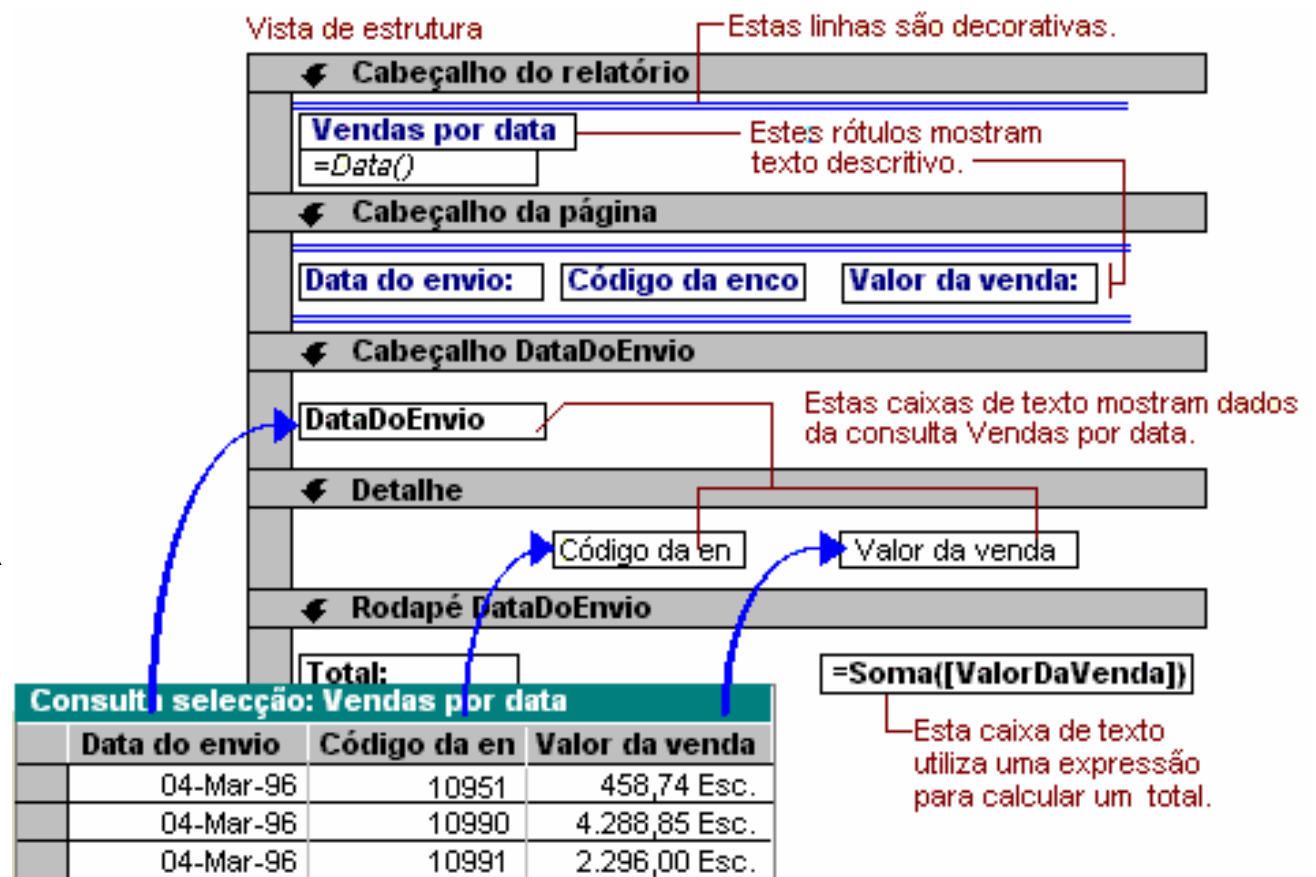 Vista de estrutura
Estas linhas são decorativas.
Cabeçalho do relatório
Vendas por data
=Data()
Estes rótulos mostram
texto descritivo.
Cabeçalho da página
Data do envio:
Código da enco
Valor da venda:
Cabeçalho DataDoEnvio
DataDoEnvio
Estas caixas de texto mostram dados
da consulta Vendas por data.
Detalhe
Código da en
Valor da venda
Rodapé DataDoEnvio
Total:
=Soma([ValorDaVenda])
Esta caixa de texto
utiliza uma expressão
para calcular um total.
Consulta selecção: Vendas por data
Data do envio Código da en Valor da venda
04-Mar-96 10951 458,74 Esc.
04-Mar-96 10990 4.288,85 Esc.
04-Mar-96 10991 2.296,00 Esc.